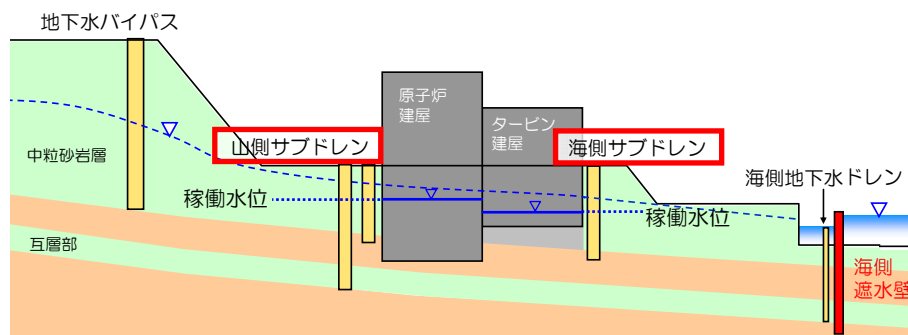 地下水バイパス
原子炉
建屋
タービン
建屋
山側サブドレン
海側サブドレン
中粒砂岩層
海側地下水ドレン
稼働水位
稼働水位
互層部
海側
遮水壁